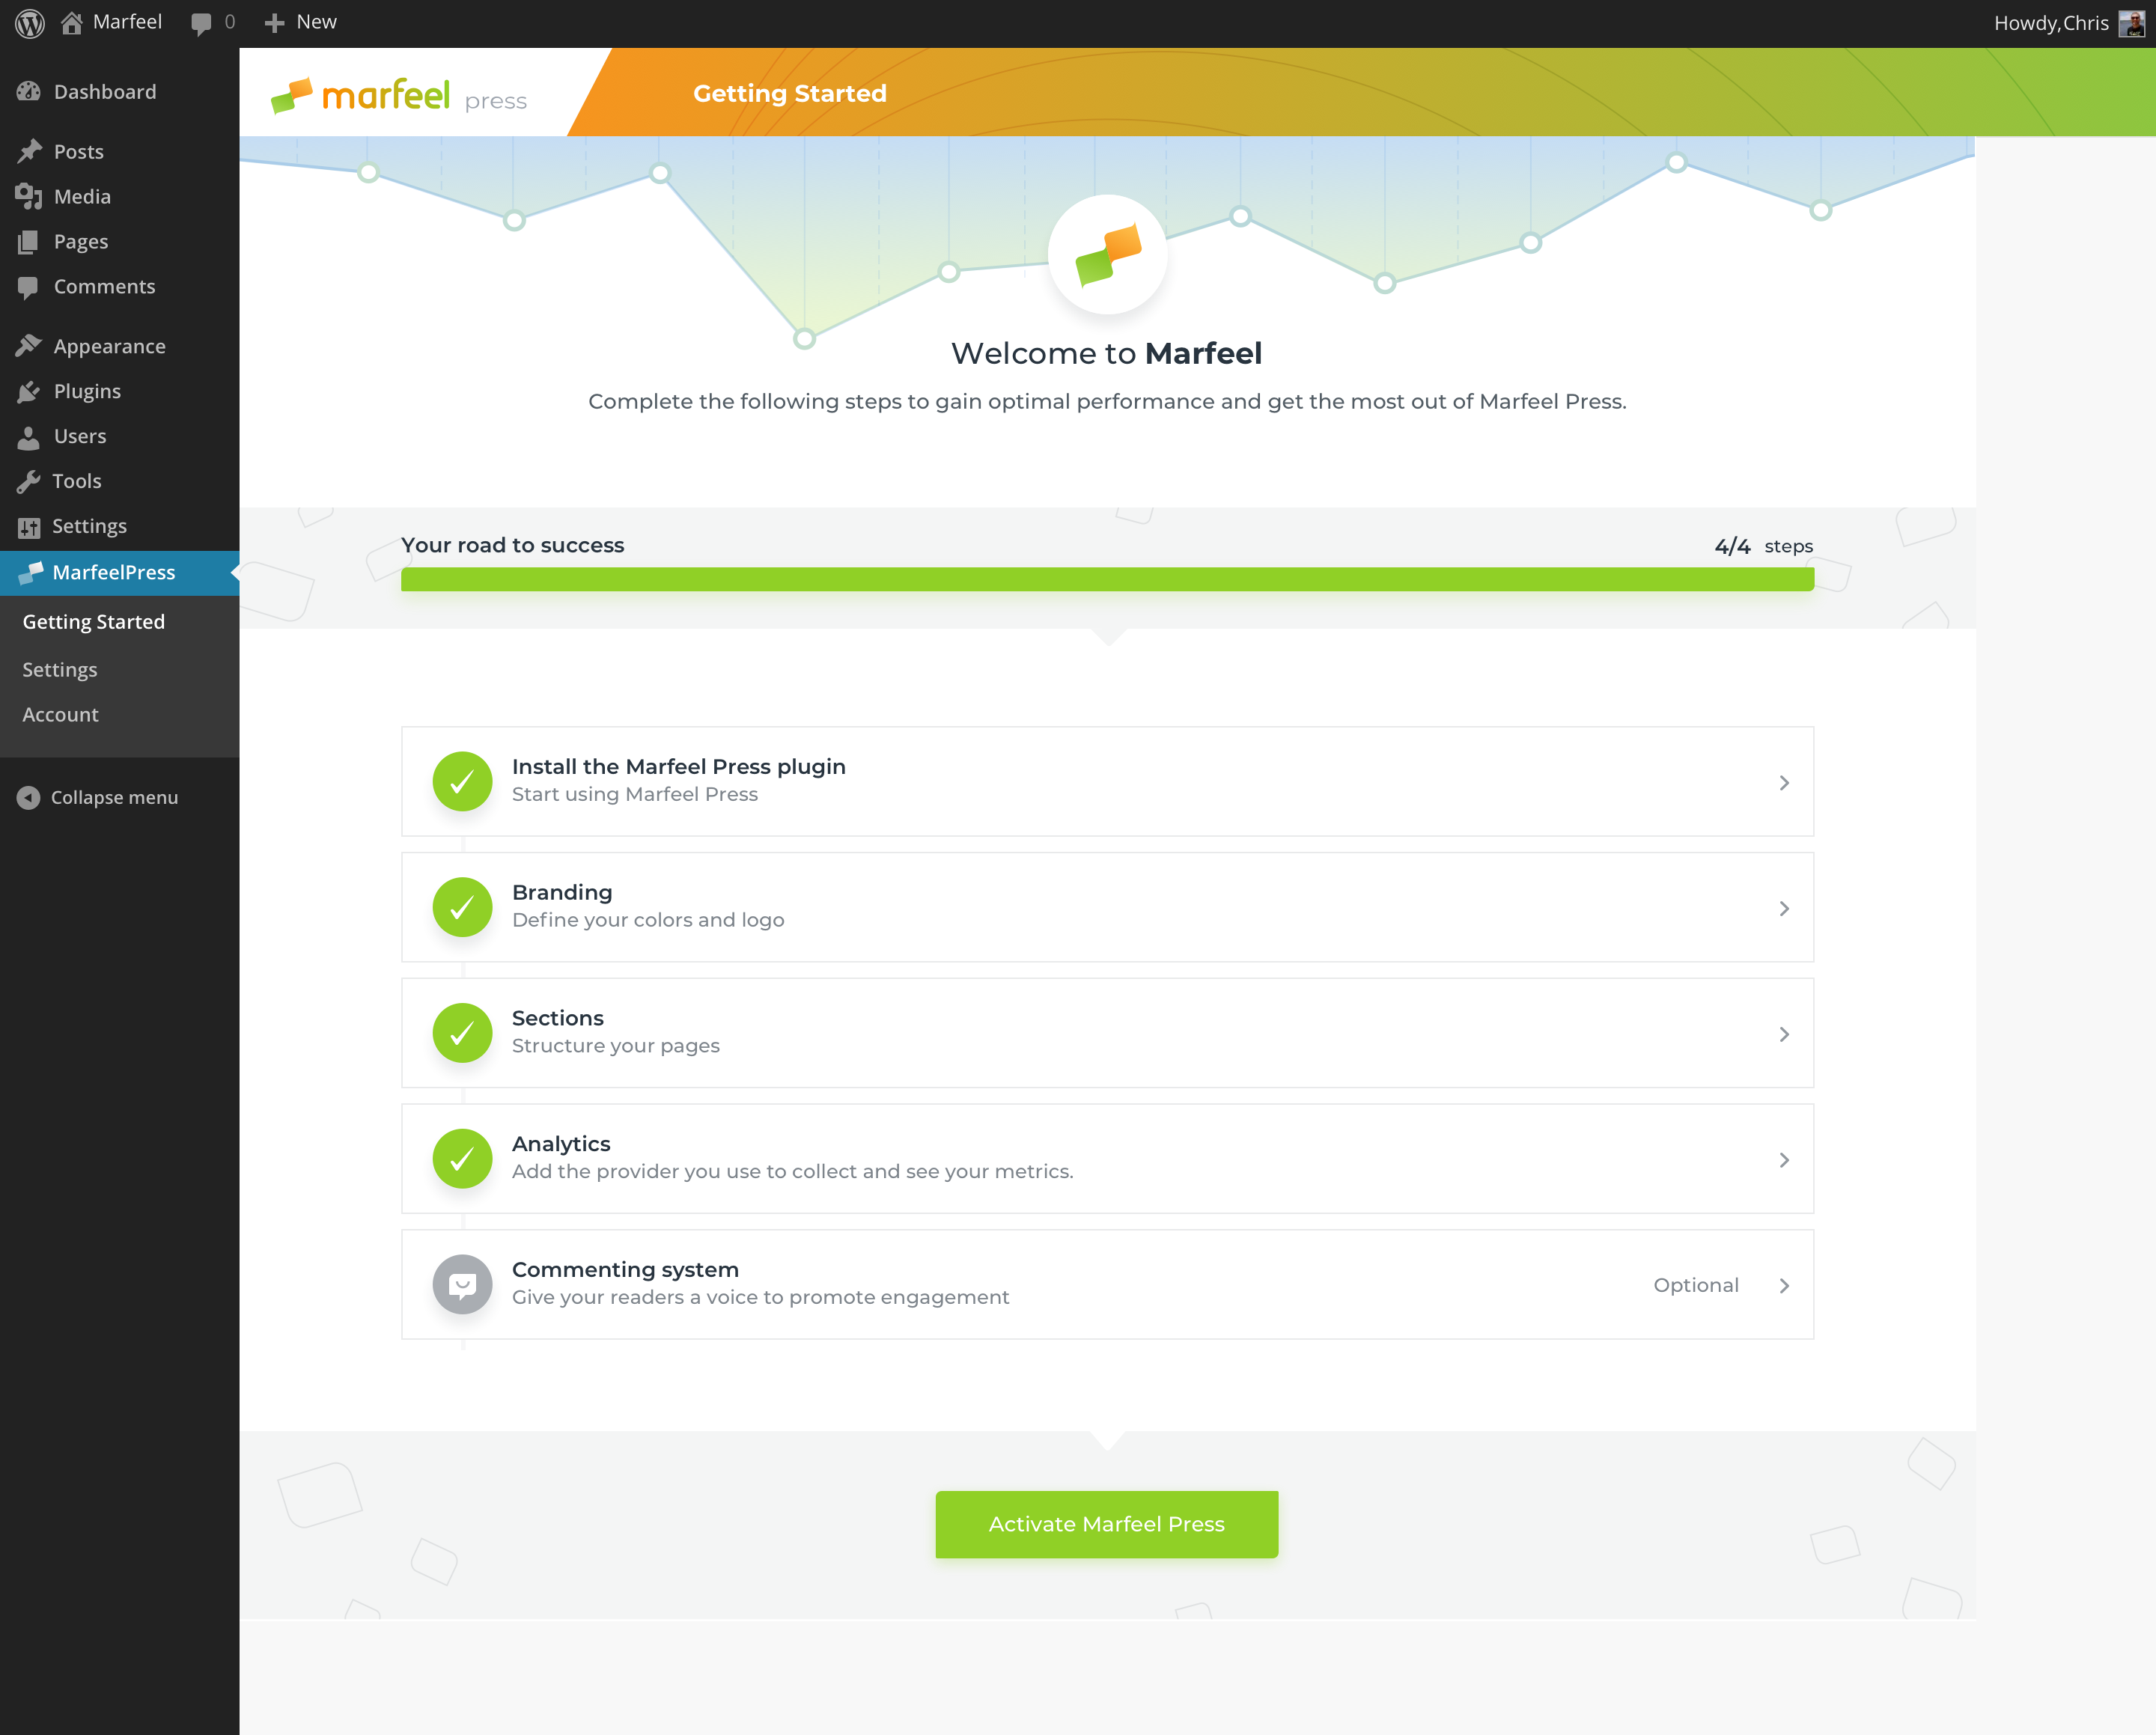 Marfeel 0 New Howdy, Chris
Dashboard
Posts
Media
Pages
Comments
Appearance
Plugins
Users
Tools
Settings
MarfeelPress
Getting Started
Settings
Account
Collapse menu
marfeel press
Getting Started
Welcome to Marfeel
Complete the following steps to gain optimal performance and get the most out of Marfeel Press.
Your road to success 4/4 steps
Install the Marfeel Press plugin
Start using Marfeel Press
Branding
Define your colors and logo
Sections
Structure your pages
Analytics
Add the provider you use to collect and see your metrics.
Commenting system
Give your readers a voice to promote engagement
Optional
Activate Marfeel Press